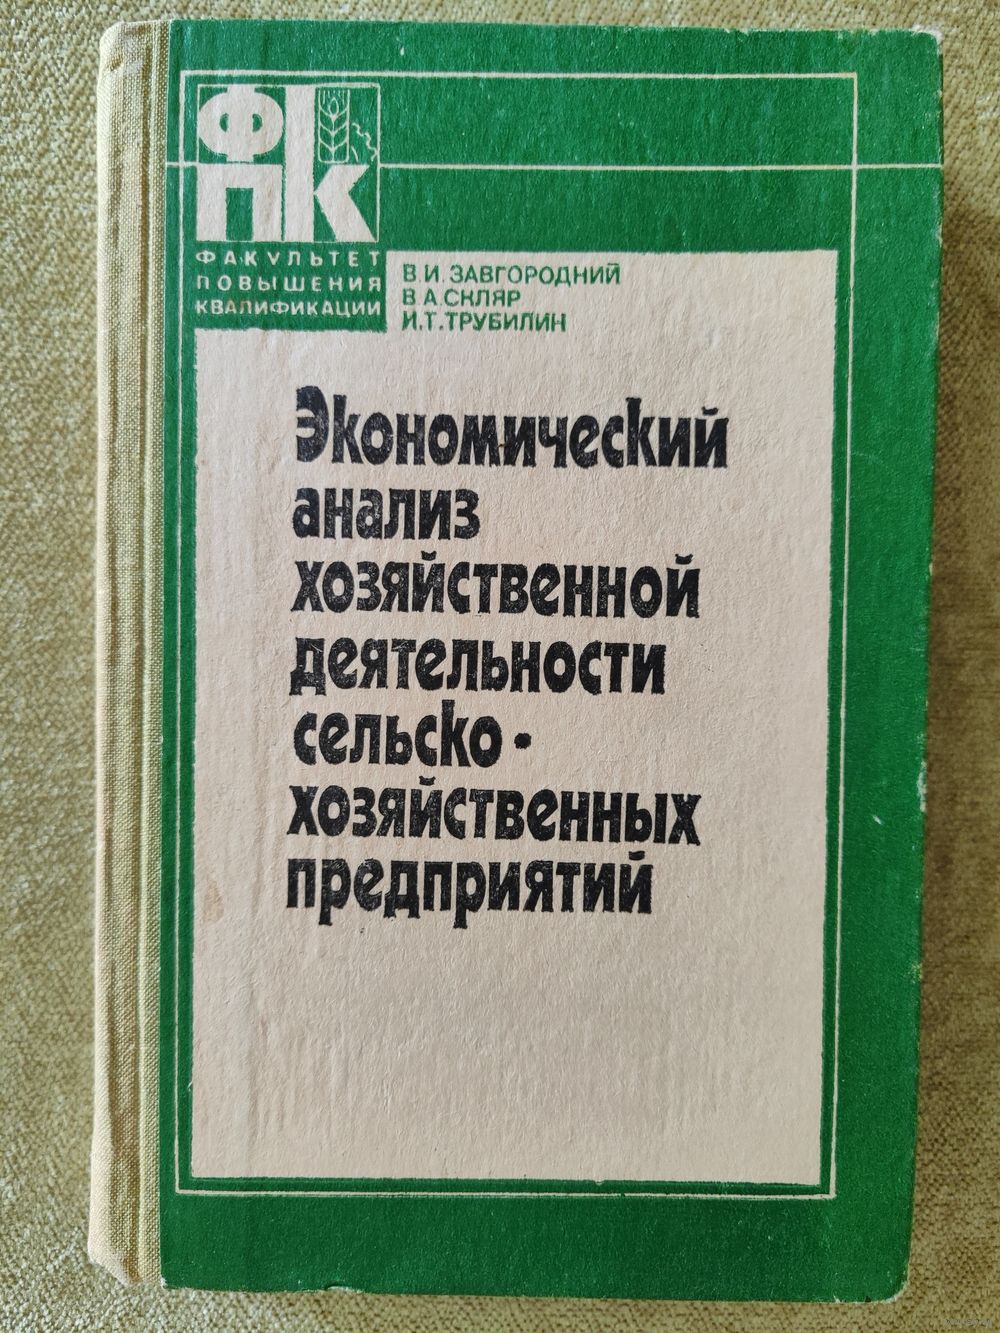 ФПК
ФАКУЛЬТЕТ
ПОВЫШЕНИЯ
КВАЛИФИКАЦИИ
В.И.ЗАВГОРОДНИЙ
В.А.СКЛЯР
И.Т.ТРУБИЛИН
Экономический
анализ
хозяйственной
деятельности
сельско-
хозяйственных
предприятий